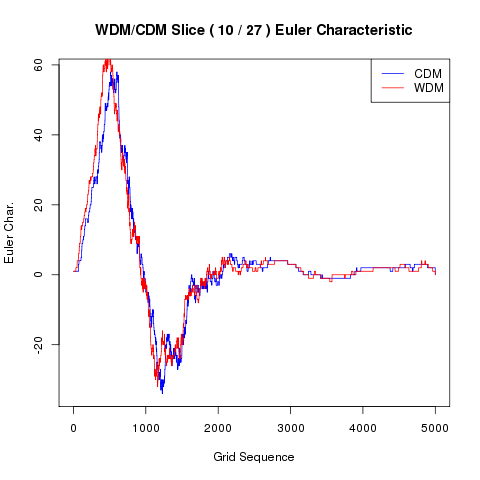 WDM/CDM Slice ( 10 / 27 ) Euler Characteristic
CDM
WDM
Euler Char.
60
40
20
0
-20
0
1000
2000
3000
4000
5000
Grid Sequence